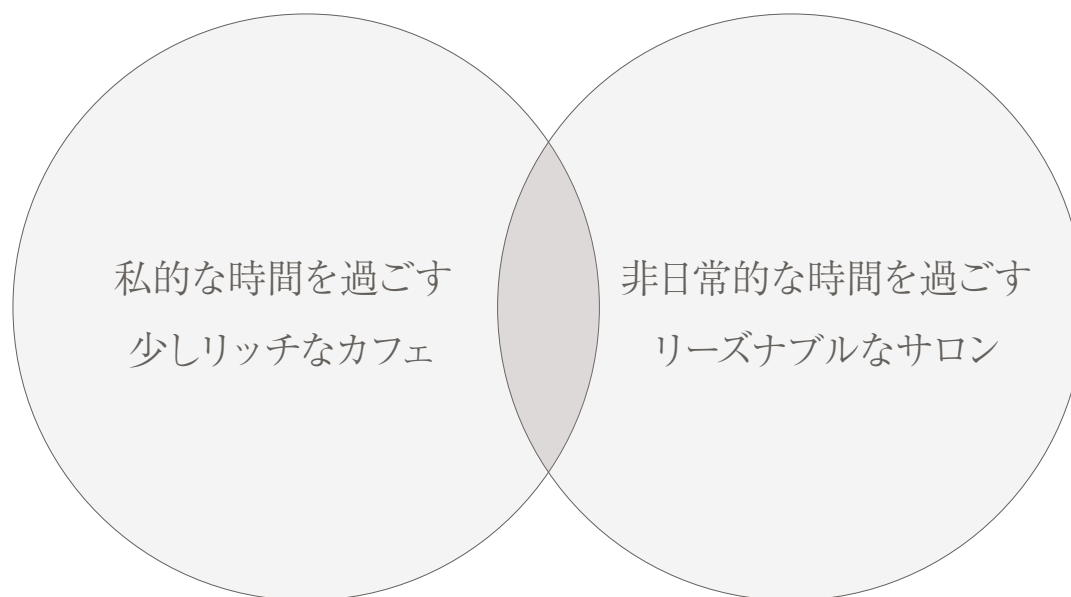 私的な時間を過ごす
少しリッチなカフェ
非日常的な時間を過ごす
リーズナブルなサロン